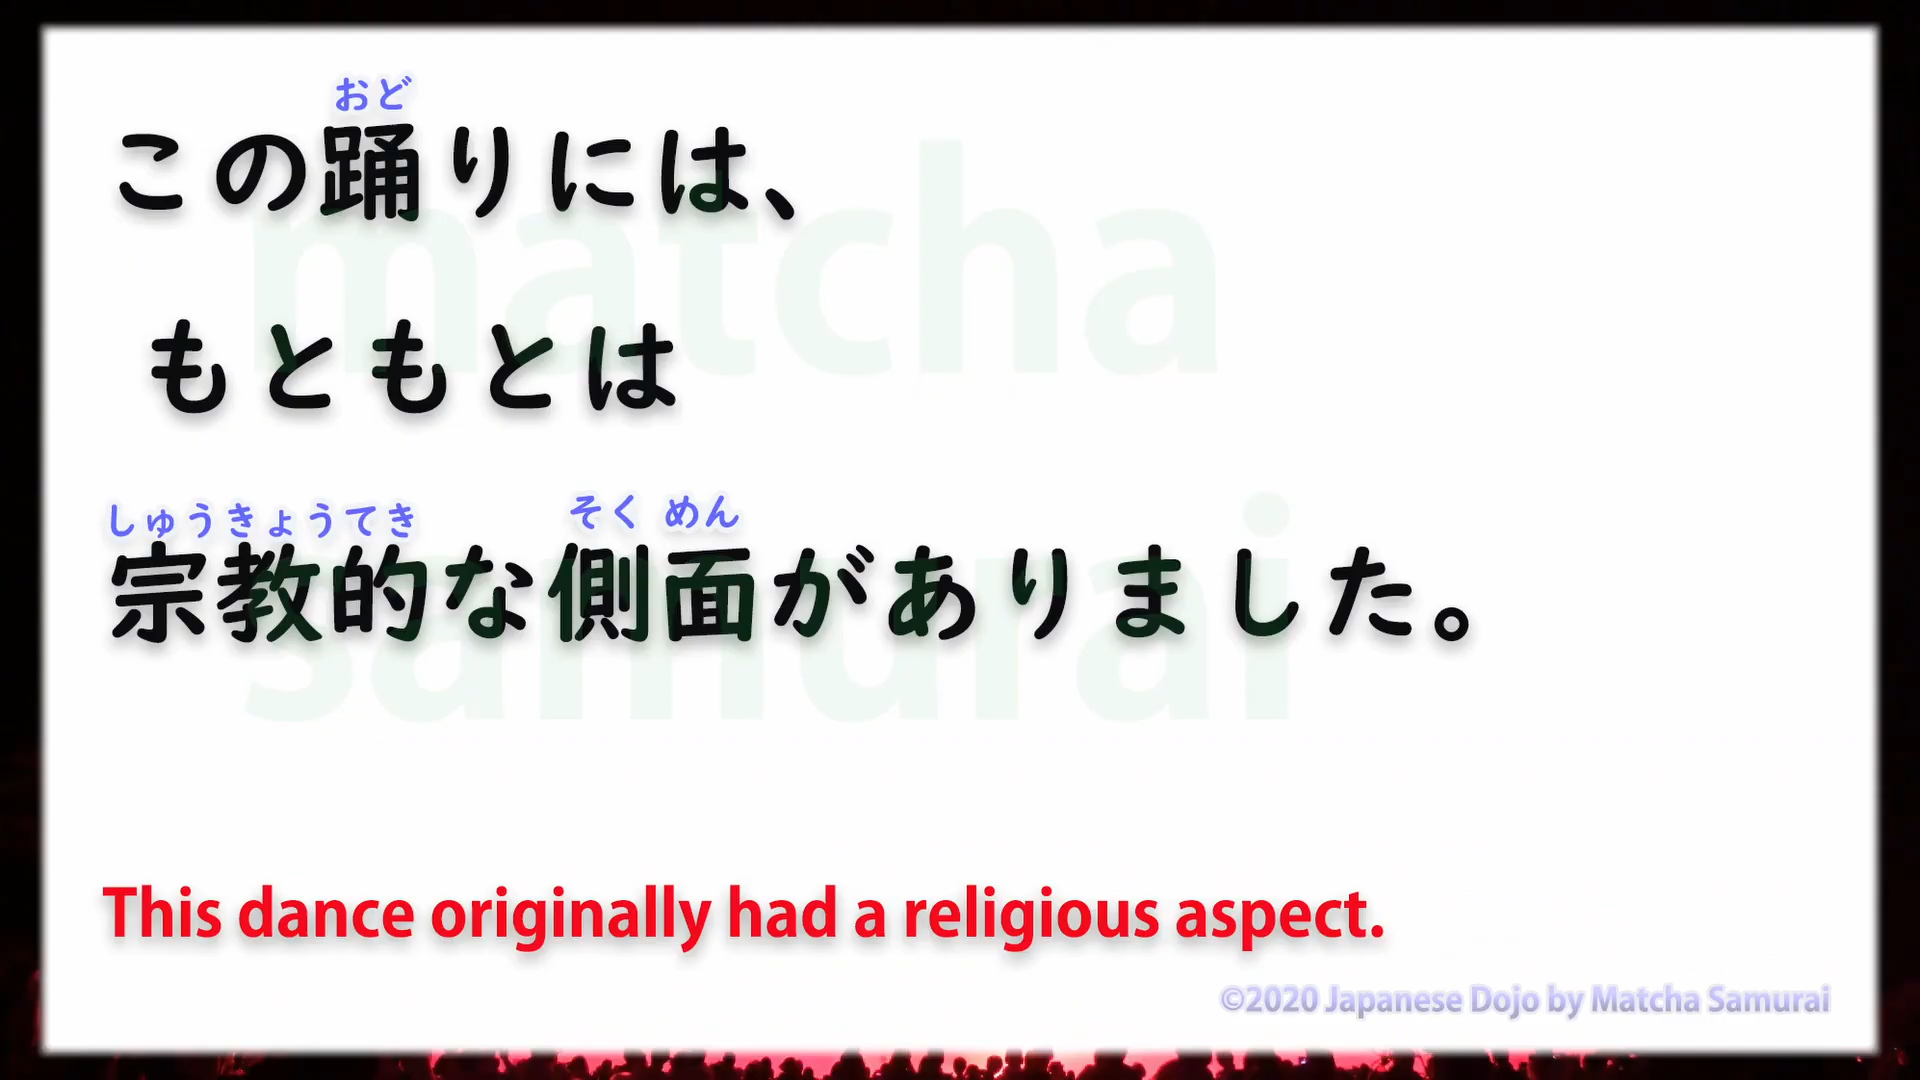 おど
この踊りには、
もともとは
しゅうきょうてき そくめん
宗教的な側面がありました。
matcha
samurai
This dance originally had a religious aspect.
©2020 Japanese Dojo by Matcha Samurai